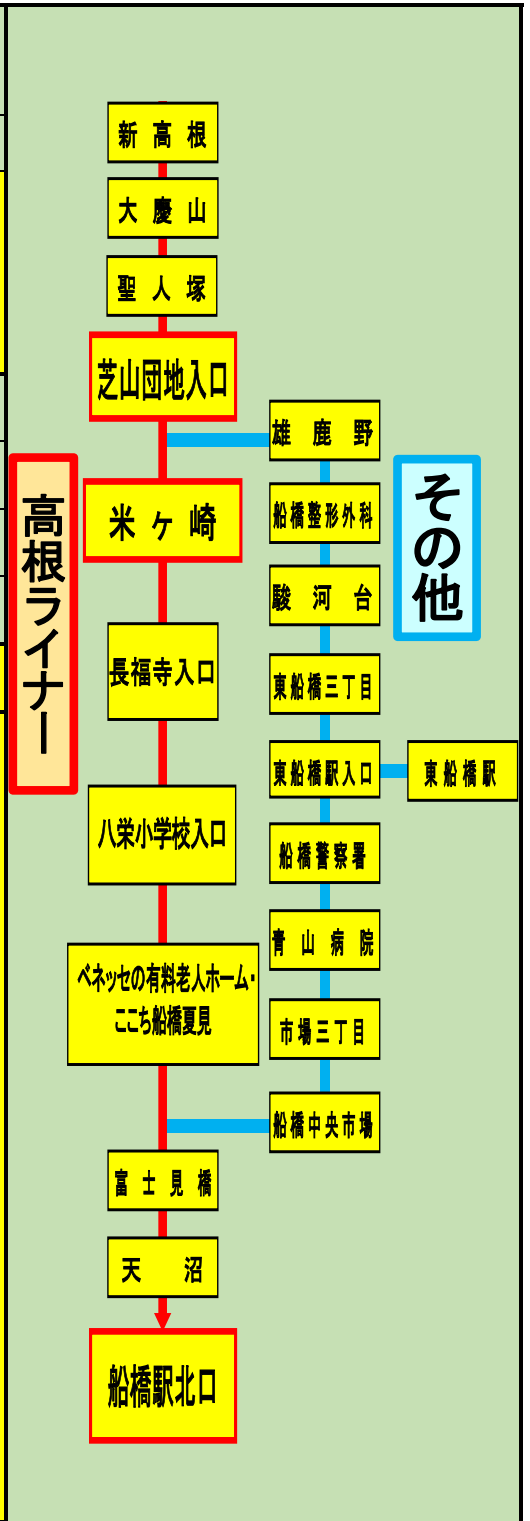 新高根
大慶山
聖人塚
芝山団地入口
雄鹿野
高根ライナー
その他
米ヶ崎
船橋整形外科
駿河台
長福寺入口
東船橋三丁目
東船橋駅入口
東船橋駅
八栄小学校入口
船橋警察署
青山病院
ベネッセの有料老人ホーム・
ここち船橋夏見
市場三丁目
船橋中央市場
富士見橋
天沼
船橋駅北口